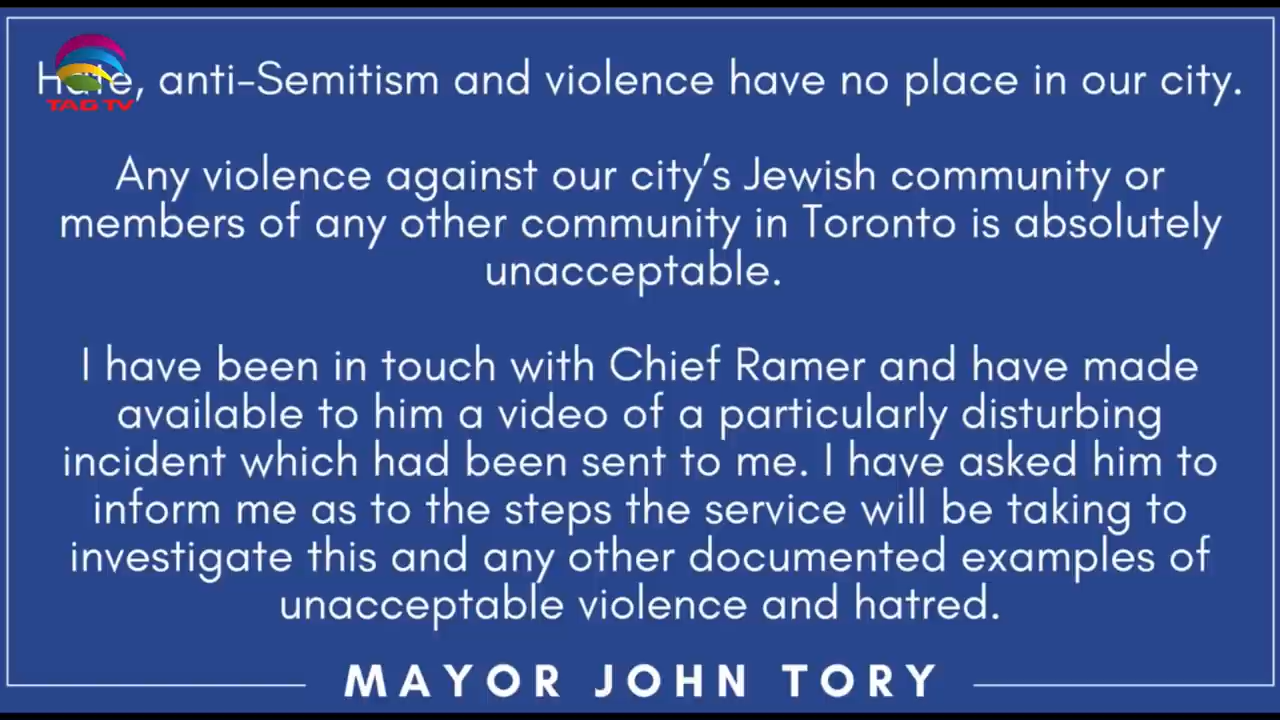 Hate, anti-Semitism and violence have no place in our city.
TAG TV
Any violence against our city's Jewish community or
members of any other community in Toronto is absolutely
unacceptable.
I have been in touch with Chief Ramer and have made
available to him a video of a particularly disturbing
incident which had been sent to me. I have asked him to
inform me as to the steps the service will be taking to
investigate this and any other documented examples of
unacceptable violence and hatred.
MAYOR JOHN TORY